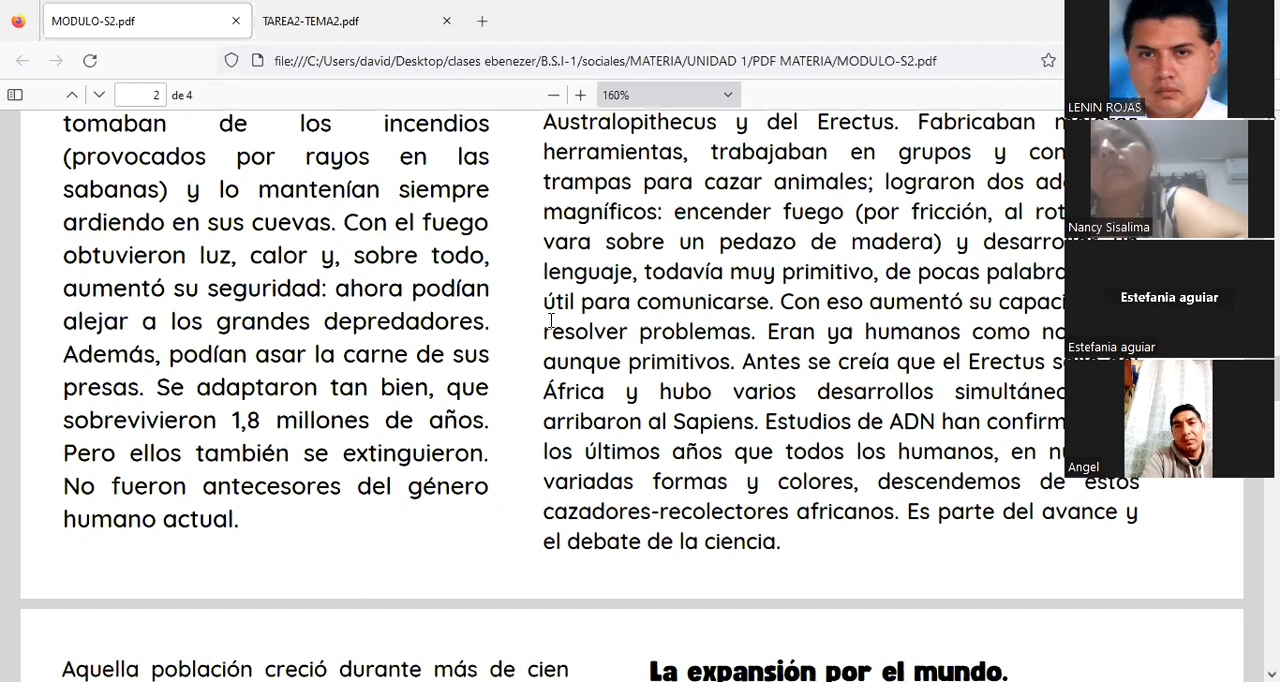 MODULO-S2.pdf
TAREA2-TEMA2.pdf
file:///C:/Users/david/Desktop/clases ebenezer/B.S.I-1/sociales/MATERIA/UNIDAD 1/PDF MATERIA/MODULO-S2.pdf
2 de 4
160%
tomaban de los incendios
(provocados por rayos en las
sabanas) y lo mantenían siempre
ardiendo en sus cuevas. Con el fuego
obtuvieron luz, calor y, sobre todo,
aumentó su seguridad: ahora podían
alejar a los grandes depredadores.
Además, podían asar la carne de sus
presas. Se adaptaron tan bien, que
sobrevivieron 1,8 millones de años.
Pero ellos también se extinguieron.
No fueron antecesores del género
humano actual.
Australopithecus y del Erectus. Fabricaban
herramientas, trabajaban en grupos y
trampas para cazar animales; lograron dos
magníficos: encender fuego (por fricción, al
vara sobre un pedazo de madera) y
lenguaje, todavía muy primitivo, de pocas
útil para comunicarse. Con eso aumentó su
resolver problemas. Eran ya humanos como
aunque primitivos. Antes se creía que el Erectus
África y hubo varios desarrollos
arribaron al Sapiens. Estudios de ADN han
los últimos años que todos los humanos, en
variadas formas y colores, descendemos de estos
cazadores-recolectores africanos. Es parte del avance y
el debate de la ciencia.
Aquella población creció durante más de cien
La expansión por el mundo.
LENIN ROJAS
Nancy Sisalima
Estefania aguiar
Estefania aguiar
Angel